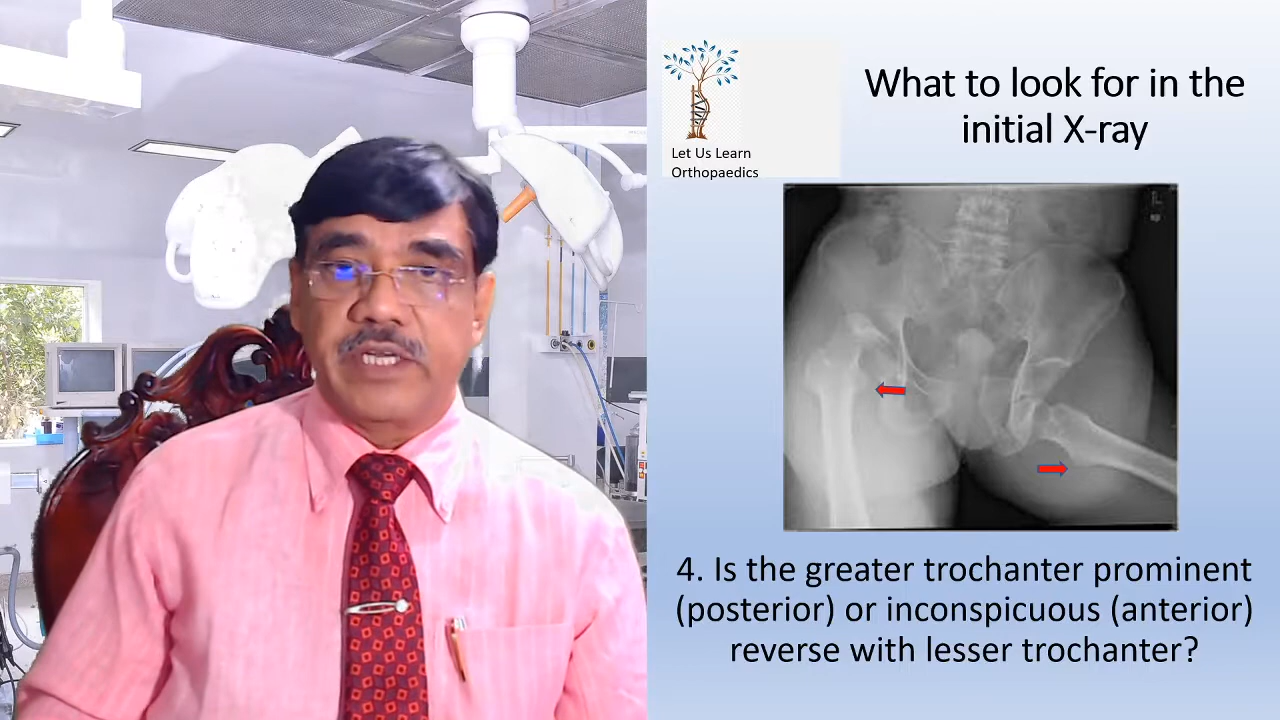 What to look for in the
initial X-ray
Let Us Learn
Orthopaedics
4. Is the greater trochanter prominent
(posterior) or inconspicuous (anterior)
reverse with lesser trochanter?